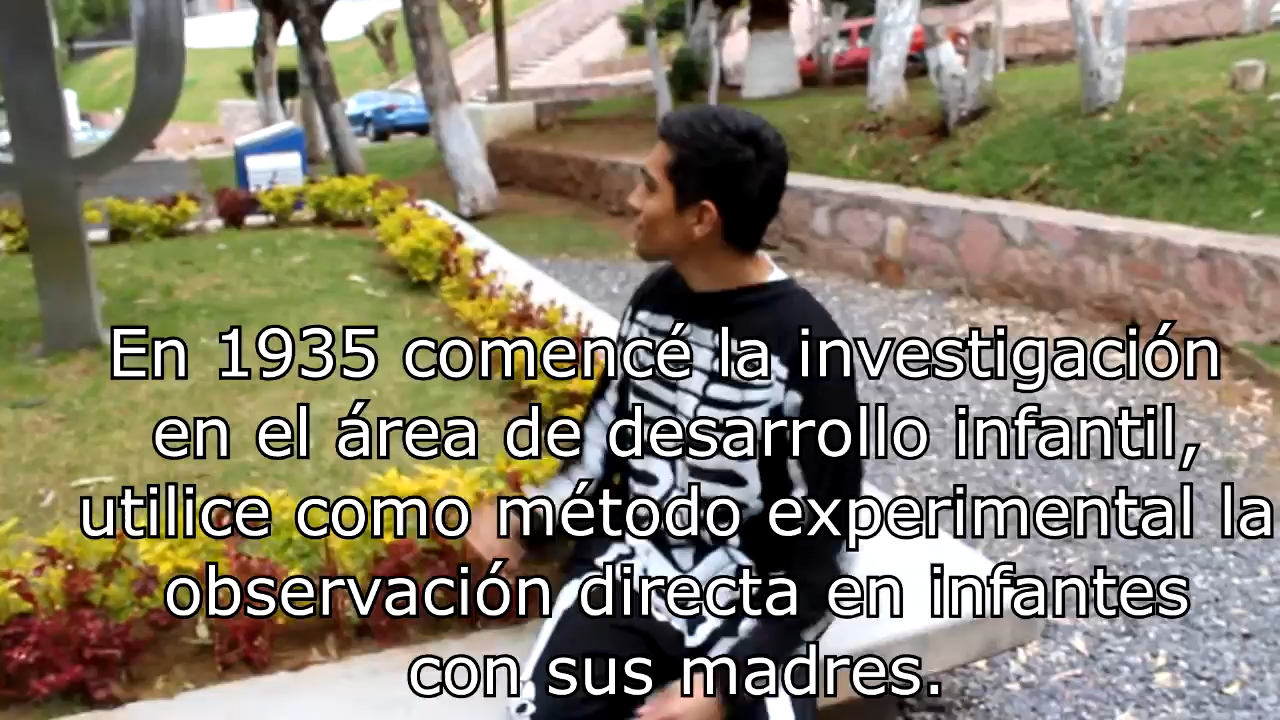 En 1935 comencé la investigación
en el área de desarrollo infantil,
utilice como método experimental la
observación directa en infantes
con sus madres.